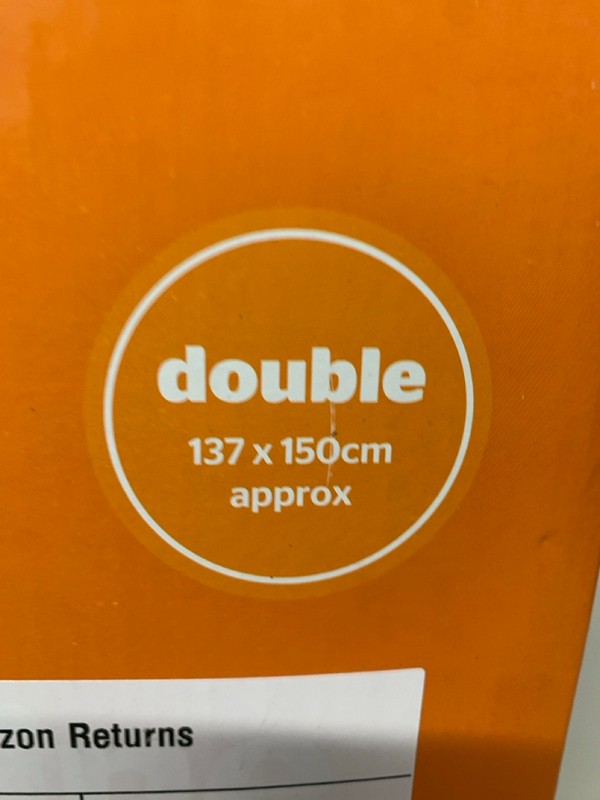 double
137 x 150cm
approx
zon Returns